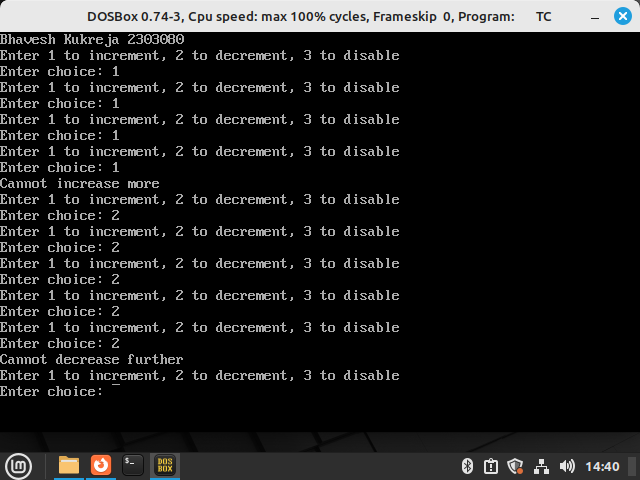 DOSBox 0.74-3, Cpu speed: max 100% cycles, Frameskip 0, Program: TC
Bhavesh Kukreja 2303080
Enter 1 to increment, 2 to decrement, 3 to disable
Enter choice: 1
Enter 1 to increment, 2 to decrement, 3 to disable
Enter choice: 1
Enter 1 to increment, 2 to decrement, 3 to disable
Enter choice: 1
Enter 1 to increment, 2 to decrement, 3 to disable
Enter choice: 1
Cannot increase more
Enter 1 to increment, 2 to decrement, 3 to disable
Enter choice: 2
Enter 1 to increment, 2 to decrement, 3 to disable
Enter choice: 2
Enter 1 to increment, 2 to decrement, 3 to disable
Enter choice: 2
Enter 1 to increment, 2 to decrement, 3 to disable
Enter choice: 2
Enter 1 to increment, 2 to decrement, 3 to disable
Enter choice: 2
Cannot decrease further
Enter 1 to increment, 2 to decrement, 3 to disable
Enter choice:
DOS BOX
14:40